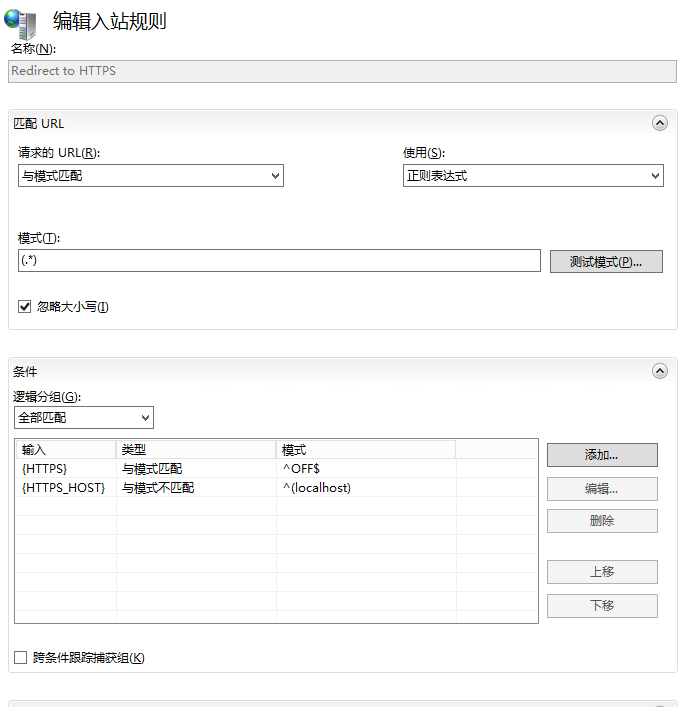 编辑入站规则
名称(N):
Redirect to HTTPS
匹配 URL
请求的 URL(R): 使用(S):
与模式匹配 正则表达式
模式(T):
(.*) 测试模式(P)...
忽略大小写(I)
条件
逻辑分组(G):
全部匹配
输入 类型 模式 添加...
{HTTPS} 与模式匹配 ^OFF$
{HTTPS_HOST} 与模式不匹配 ^(localhost) 编辑...
删除
上移
下移
跨条件跟踪捕获组(K)